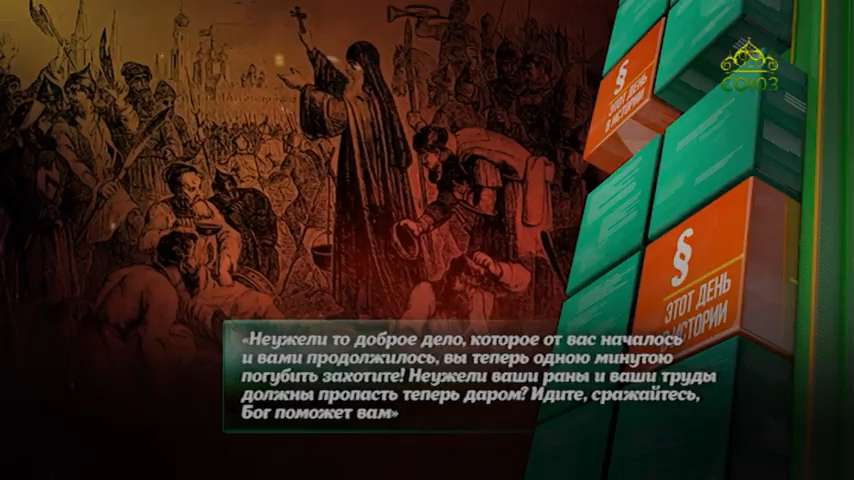 СОЮЗ
§
ЭТОТ ДЕНЬ
В ИСТОРИИ
§
ЭТОТ ДЕНЬ
В ИСТОРИИ
«Неужели то доброе дело, которое от вас началось
и вами продолжилось, вы теперь одною минутою
погубить захотите! Неужели ваши раны и ваши труды
должны пропасть теперь даром? Идите, сражайтесь,
Бог поможет вам»